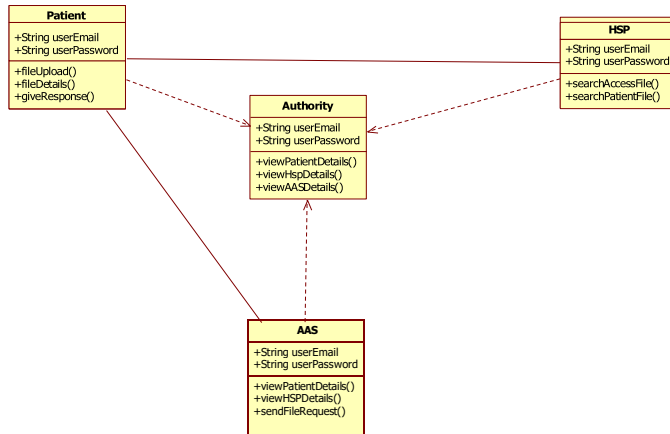 Patient
+String userEmail
+String userPassword
+fileUpload()
+fileDetails()
+giveResponse()
HSP
+String userEmail
+String userPassword
+searchAccessFile()
+searchPatientFile()
Authority
+String userEmail
+String userPassword
+viewPatientDetails()
+viewHspDetails()
+viewAASDetails()
AAS
+String userEmail
+String userPassword
+viewPatientDetails()
+viewHSPDetails()
+sendFileRequest()